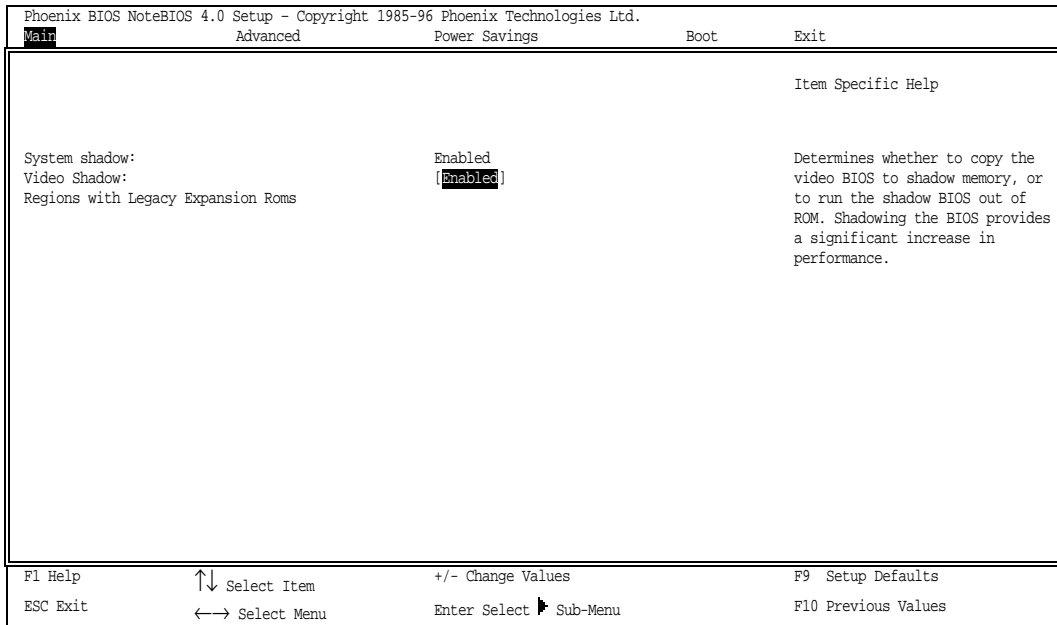 Phoenix BIOS NoteBIOS 4.0 Setup - Copyright 1985-96 Phoenix Technologies Ltd.
Main Advanced Power Savings Boot Exit
Item Specific Help
System shadow: Enabled
Video Shadow: [Enabled]
Regions with Legacy Expansion Roms
Determines whether to copy the
video BIOS to shadow memory, or
to run the shadow BIOS out of
ROM. Shadowing the BIOS provides
a significant increase in
performance.
F1 Help ↑↓ Select Item +/- Change Values F9 Setup Defaults
ESC Exit ←→ Select Menu Enter Select ▶ Sub-Menu F10 Previous Values